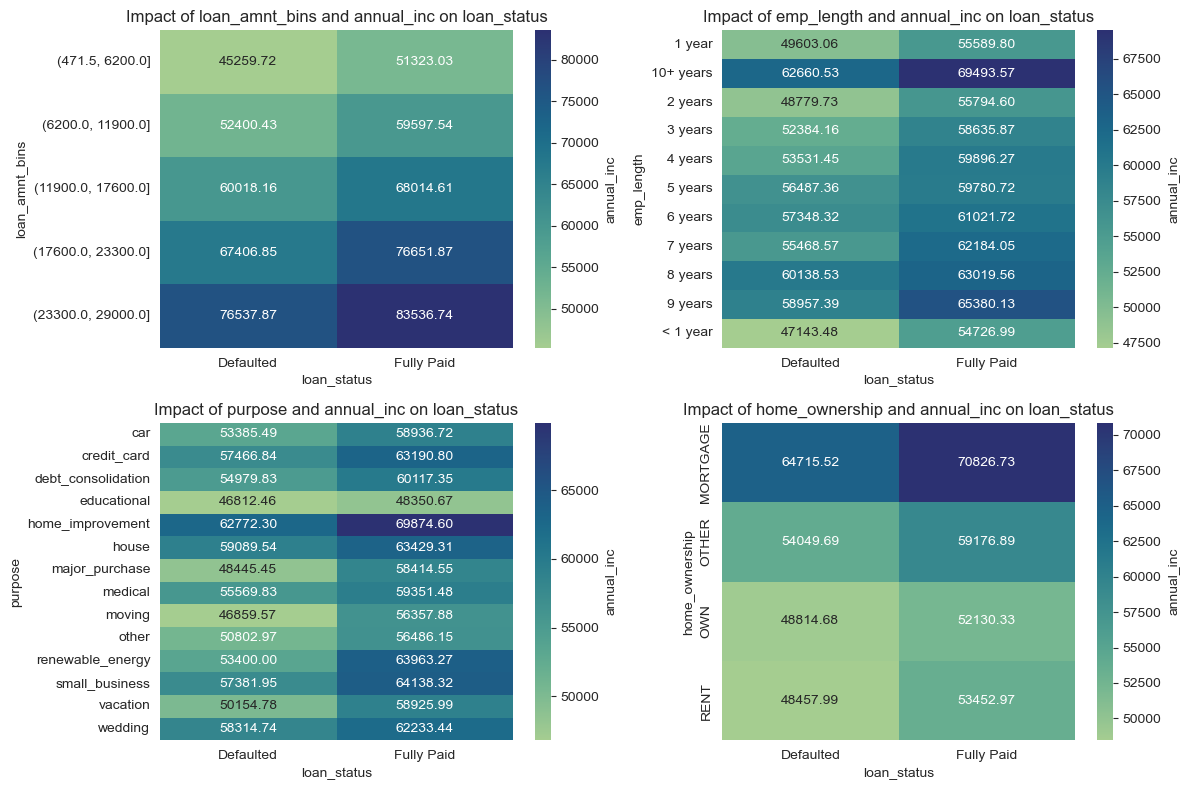 Impact of loan_amnt_bins and annual_inc on loan_status
loan_amnt_bins
(471.5, 6200.0] 45259.72 51323.03
(6200.0, 11900.0] 52400.43 59597.54
(11900.0, 17600.0] 60018.16 68014.61
(17600.0, 23300.0] 67406.85 76651.87
(23300.0, 29000.0] 76537.87 83536.74
Defaulted Fully Paid
loan_status
80000
75000
70000
65000
60000
55000
50000
annual_inc
Impact of emp_length and annual_inc on loan_status
emp_length
1 year 49603.06 55589.80
10+ years 62660.53 69493.57
2 years 48779.73 55794.60
3 years 52384.16 58635.87
4 years 53531.45 59896.27
5 years 56487.36 59780.72
6 years 57348.32 61021.72
7 years 55468.57 62184.05
8 years 60138.53 63019.56
9 years 58957.39 65380.13
< 1 year 47143.48 54726.99
Defaulted Fully Paid
loan_status
67500
65000
62500
60000
57500
55000
52500
50000
47500
annual_inc
Impact of purpose and annual_inc on loan_status
purpose
car 53385.49 58936.72
credit_card 57466.84 63190.80
debt_consolidation 54979.83 60117.35
educational 46812.46 48350.67
home_improvement 62772.30 69874.60
house 59089.54 63429.31
major_purchase 48445.45 58414.55
medical 55569.83 59351.48
moving 46859.57 56357.88
other 50802.97 56486.15
renewable_energy 53400.00 63963.27
small_business 57381.95 64138.32
vacation 50154.78 58925.99
wedding 58314.74 62233.44
Defaulted Fully Paid
loan_status
65000
60000
55000
50000
annual_inc
Impact of home_ownership and annual_inc on loan_status
home_ownership
MORTGAGE 64715.52 70826.73
OTHER 54049.69 59176.89
OWN 48814.68 52130.33
RENT 48457.99 53452.97
Defaulted Fully Paid
loan_status
70000
67500
65000
62500
60000
57500
55000
52500
50000
annual_inc